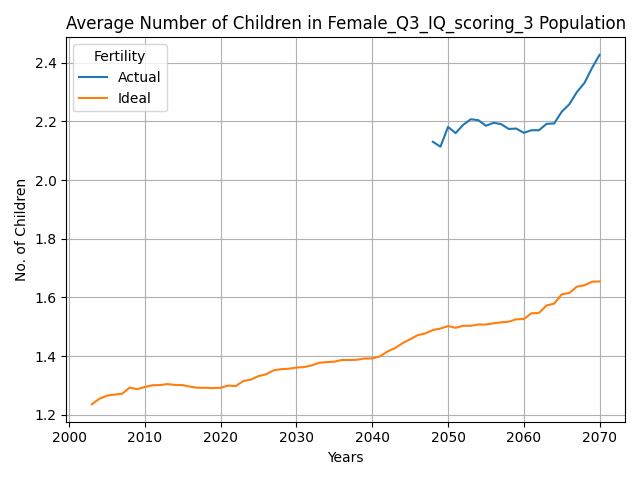 Average Number of Children in Female_Q3_IQ_scoring_3 Population
Fertility
Actual
Ideal
No. of Children
2.4
2.2
2.0
1.8
1.6
1.4
1.2
2000 2010 2020 2030 2040 2050 2060 2070
Years